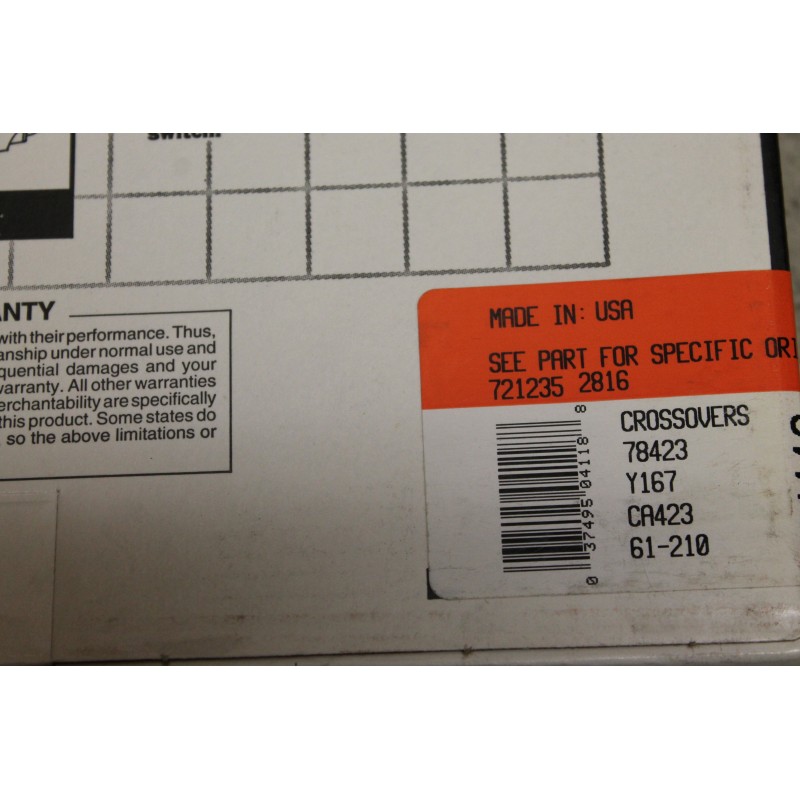 switch.
ANTY
with their performance. Thus,
anship under normal use and
equential damages and your
warranty. All other warranties
erchantability are specifically
this product. Some states do
, so the above limitations or
MADE IN: USA
SEE PART FOR SPECIFIC ORI
721235 2816
0 37495 04118 8
CROSSOVERS
78423
Y167
CA423
61-210